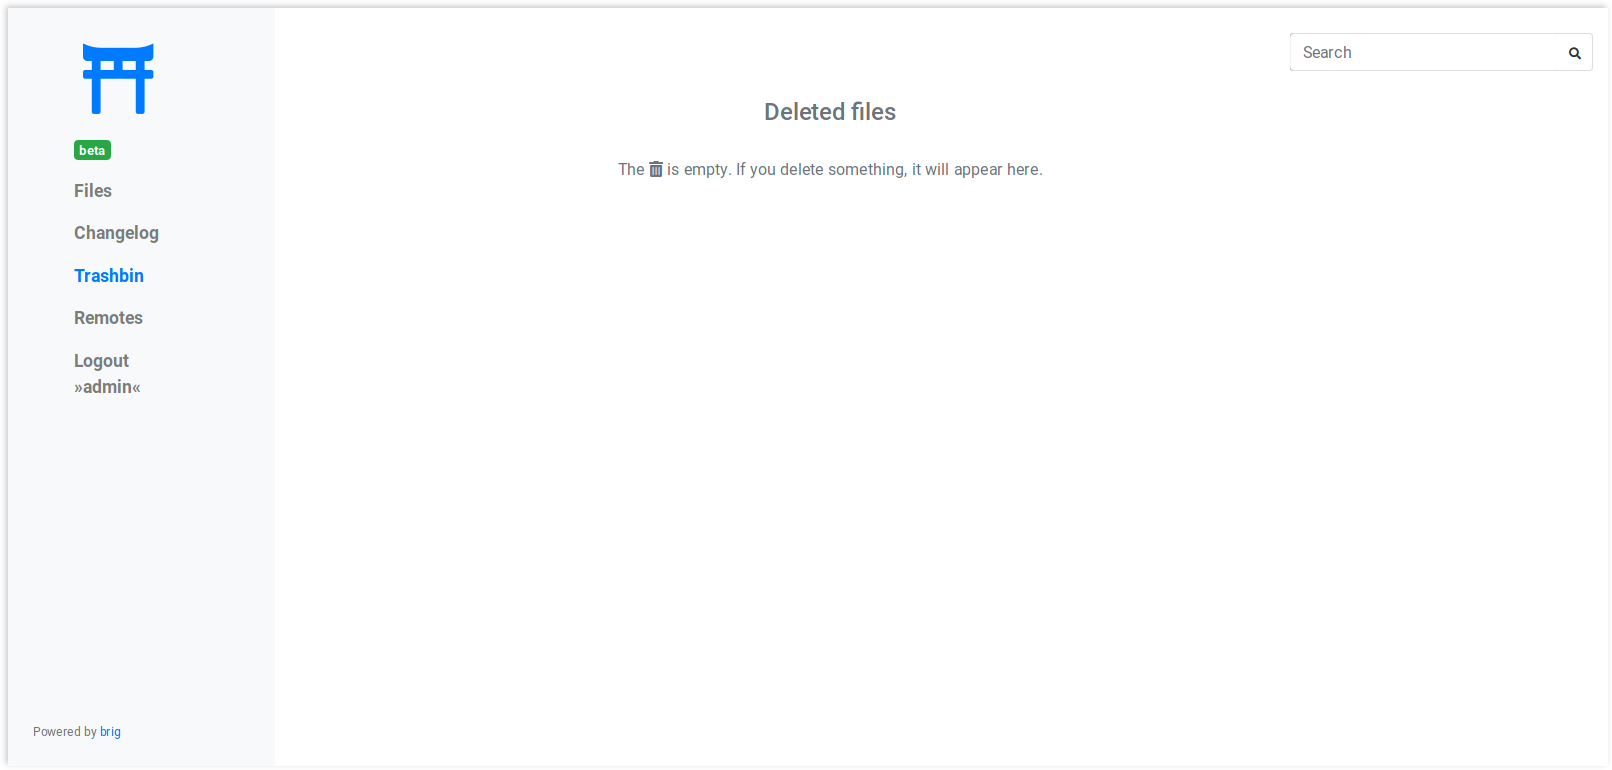 beta
Files
Changelog
Trashbin
Remotes
Logout
»admin«
Powered by brig
Search
Deleted files
The is empty. If you delete something, it will appear here.